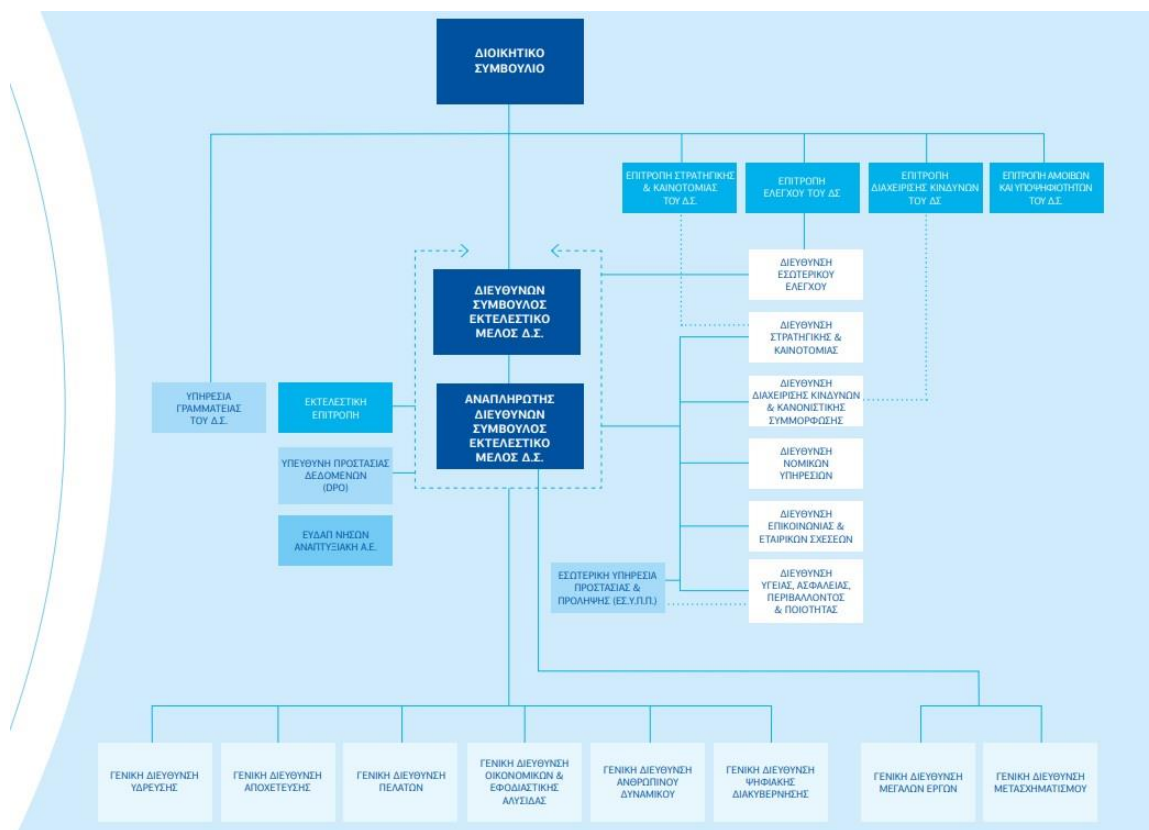 ΔΙΟΙΚΗΤΙΚΟ
ΣΥΜΒΟΥΛΙΟ
ΕΠΙΤΡΟΠΗ ΣΤΡΑΤΗΓΙΚΗΣ
& ΚΑΙΝΟΤΟΜΙΑΣ
ΤΟΥ Δ.Σ.
ΕΠΙΤΡΟΠΗ
ΕΛΕΓΧΟΥ ΤΟΥ ΔΣ
ΕΠΙΤΡΟΠΗ
ΔΙΑΧΕΙΡΙΣΗΣ ΚΙΝΔΥΝΩΝ
ΤΟΥ ΔΣ
ΕΠΙΤΡΟΠΗ ΑΜΟΙΒΩΝ
ΚΑΙ ΥΠΟΨΗΦΙΟΤΗΤΩΝ
ΤΟΥ Δ.Σ.
ΔΙΕΥΘΥΝΣΗ
ΕΣΩΤΕΡΙΚΟΥ
ΕΛΕΓΧΟΥ
ΔΙΕΥΘΥΝΩΝ
ΣΥΜΒΟΥΛΟΣ
ΕΚΤΕΛΕΣΤΙΚΟ
ΜΕΛΟΣ Δ.Σ.
ΔΙΕΥΘΥΝΣΗ
ΣΤΡΑΤΗΓΙΚΗΣ &
ΚΑΙΝΟΤΟΜΙΑΣ
ΥΠΗΡΕΣΙΑ
ΓΡΑΜΜΑΤΕΙΑΣ
ΤΟΥ Δ.Σ.
ΕΚΤΕΛΕΣΤΙΚΗ
ΕΠΙΤΡΟΠΗ
ΑΝΑΠΛΗΡΩΤΗΣ
ΔΙΕΥΘΥΝΩΝ
ΣΥΜΒΟΥΛΟΣ
ΕΚΤΕΛΕΣΤΙΚΟ
ΜΕΛΟΣ Δ.Σ.
ΔΙΕΥΘΥΝΣΗ
ΔΙΑΧΕΙΡΙΣΗΣ ΚΙΝΔΥΝΩΝ
& ΚΑΝΟΝΙΣΤΙΚΗΣ
ΣΥΜΜΟΡΦΩΣΗΣ
ΥΠΕΥΘΥΝΗ ΠΡΟΣΤΑΣΙΑΣ
ΔΕΔΟΜΕΝΩΝ
(DPO)
ΔΙΕΥΘΥΝΣΗ
ΝΟΜΙΚΩΝ
ΥΠΗΡΕΣΙΩΝ
ΕΥΔΑΠ ΝΗΣΩΝ
ΑΝΑΠΤΥΞΙΑΚΗ Α.Ε.
ΔΙΕΥΘΥΝΣΗ
ΕΠΙΚΟΙΝΩΝΙΑΣ &
ΕΤΑΙΡΙΚΩΝ ΣΧΕΣΕΩΝ
ΕΣΩΤΕΡΙΚΗ ΥΠΗΡΕΣΙΑ
ΠΡΟΣΤΑΣΙΑΣ &
ΠΡΟΛΗΨΗΣ (ΕΣ.Υ.Π.Π.)
ΔΙΕΥΘΥΝΣΗ
ΥΓΕΙΑΣ, ΑΣΦΑΛΕΙΑΣ,
ΠΕΡΙΒΑΛΛΟΝΤΟΣ
& ΠΟΙΟΤΗΤΑΣ
ΓΕΝΙΚΗ ΔΙΕΥΘΥΝΣΗ
ΥΔΡΕΥΣΗΣ
ΓΕΝΙΚΗ ΔΙΕΥΘΥΝΣΗ
ΑΠΟΧΕΤΕΥΣΗΣ
ΓΕΝΙΚΗ ΔΙΕΥΘΥΝΣΗ
ΠΕΛΑΤΩΝ
ΓΕΝΙΚΗ ΔΙΕΥΘΥΝΣΗ
ΟΙΚΟΝΟΜΙΚΩΝ &
ΕΦΟΔΙΑΣΤΙΚΗΣ
ΑΛΥΣΙΔΑΣ
ΓΕΝΙΚΗ ΔΙΕΥΘΥΝΣΗ
ΑΝΘΡΩΠΙΝΟΥ
ΔΥΝΑΜΙΚΟΥ
ΓΕΝΙΚΗ ΔΙΕΥΘΥΝΣΗ
ΨΗΦΙΑΚΗΣ
ΔΙΑΚΥΒΕΡΝΗΣΗΣ
ΓΕΝΙΚΗ ΔΙΕΥΘΥΝΣΗ
ΜΕΓΑΛΩΝ ΕΡΓΩΝ
ΓΕΝΙΚΗ ΔΙΕΥΘΥΝΣΗ
ΜΕΤΑΣΧΗΜΑΤΙΣΜΟΥ